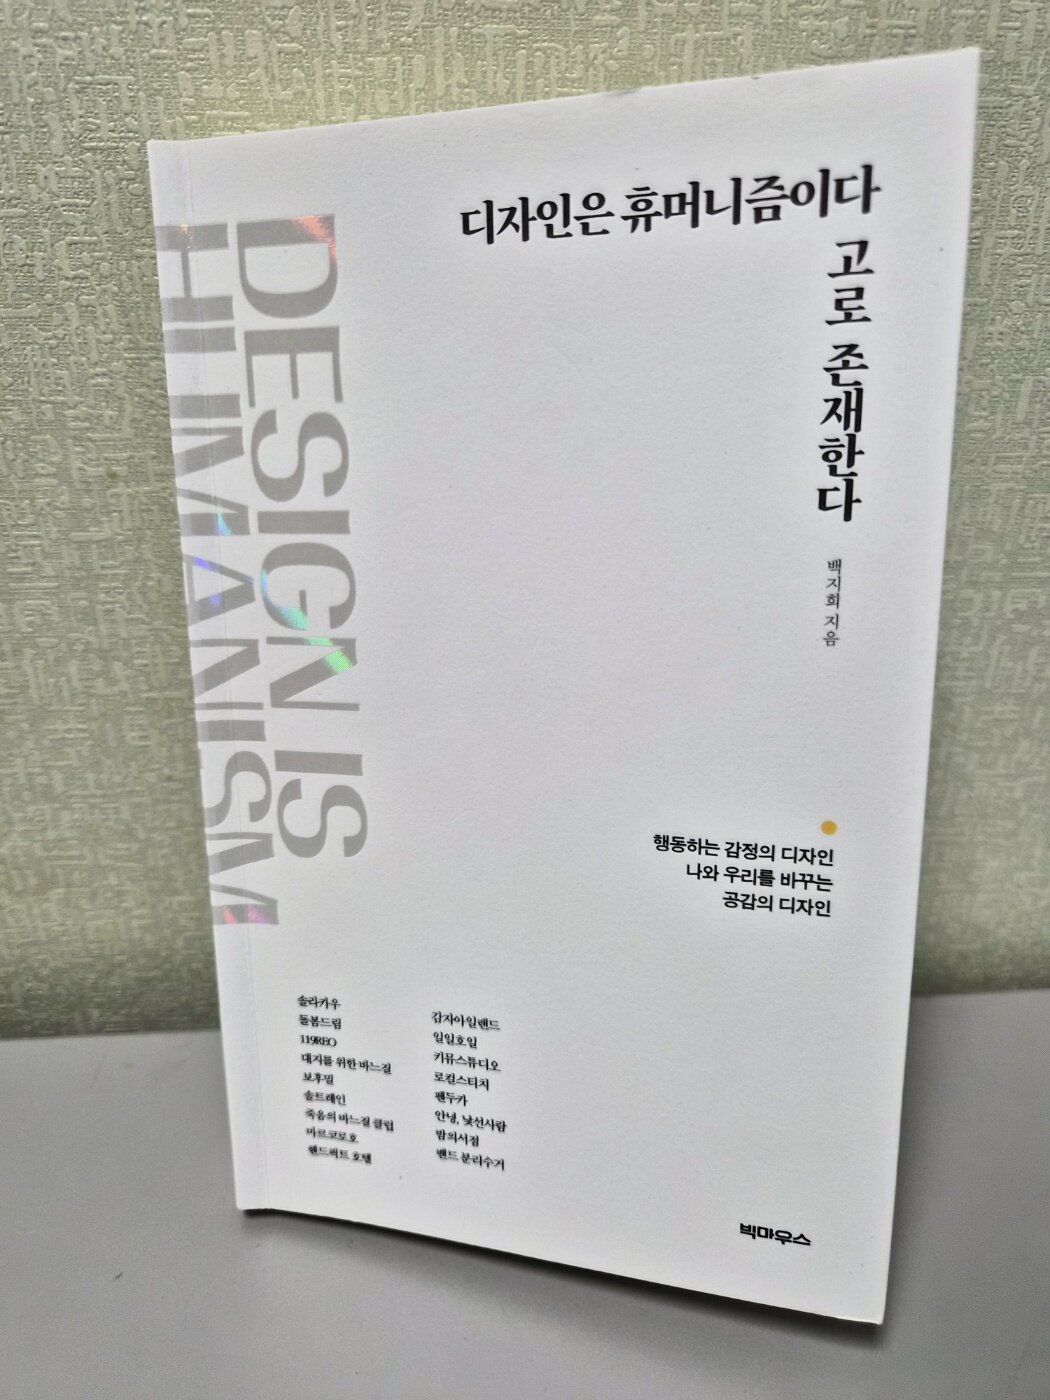 디자인은 휴머니즘이다
고로 존재한다
백지희 지음
DESIGN IS
HUMANISM
행동하는 감정의 디자인
나와 우리를 바꾸는
공감의 디자인
솔라카우
돌봄드림
119REO
대지를 위한 바느질
보후밀
솔트레인
죽음의 바느질 클럽
마르코로호
핸드픽트 호텔
감자아일랜드
일일호일
키뮤스튜디오
로컬스티치
펜두카
안녕, 낯선사람
밤의서점
밴드 분리수거
빅마우스